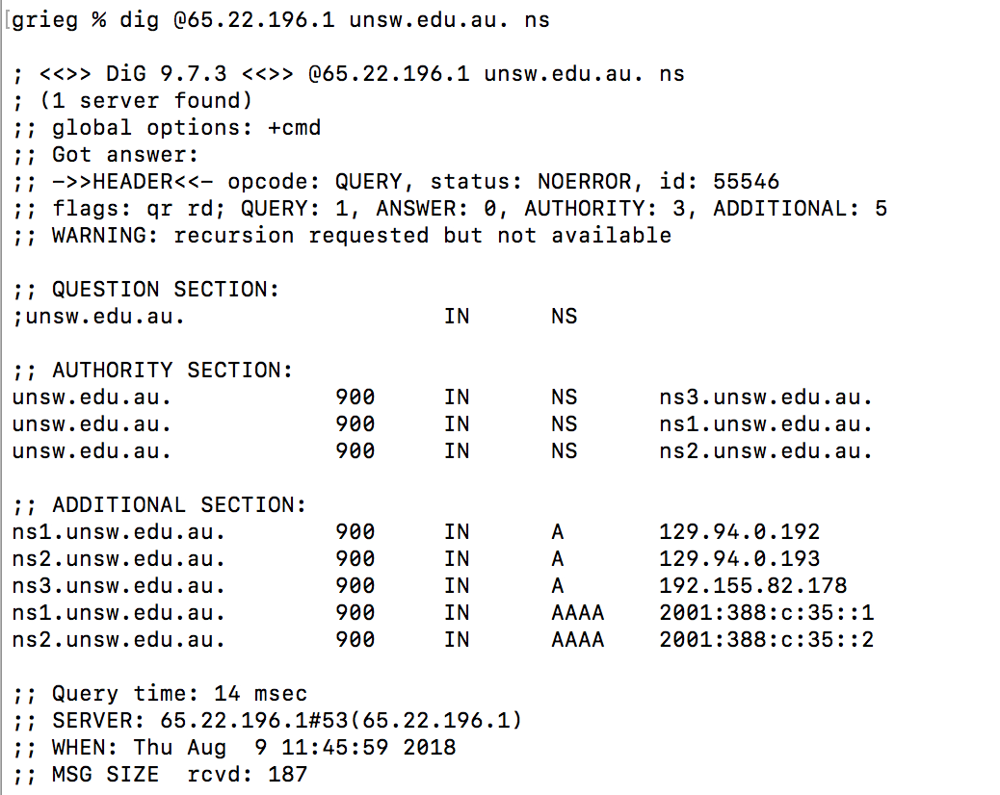 [grieg % dig @65.22.196.1 unsw.edu.au. ns
; <<>> DiG 9.7.3 <<>> @65.22.196.1 unsw.edu.au. ns
; (1 server found)
;; global options: +cmd
;; Got answer:
;; ->>HEADER<<- opcode: QUERY, status: NOERROR, id: 55546
;; flags: qr rd; QUERY: 1, ANSWER: 0, AUTHORITY: 3, ADDITIONAL: 5
;; WARNING: recursion requested but not available
;; QUESTION SECTION:
;unsw.edu.au. IN NS
;; AUTHORITY SECTION:
unsw.edu.au. 900 IN NS ns3.unsw.edu.au.
unsw.edu.au. 900 IN NS ns1.unsw.edu.au.
unsw.edu.au. 900 IN NS ns2.unsw.edu.au.
;; ADDITIONAL SECTION:
ns1.unsw.edu.au. 900 IN A 129.94.0.192
ns2.unsw.edu.au. 900 IN A 129.94.0.193
ns3.unsw.edu.au. 900 IN A 192.155.82.178
ns1.unsw.edu.au. 900 IN AAAA 2001:388:c:35::1
ns2.unsw.edu.au. 900 IN AAAA 2001:388:c:35::2
;; Query time: 14 msec
;; SERVER: 65.22.196.1#53(65.22.196.1)
;; WHEN: Thu Aug  9 11:45:59 2018
;; MSG SIZE  rcvd: 187